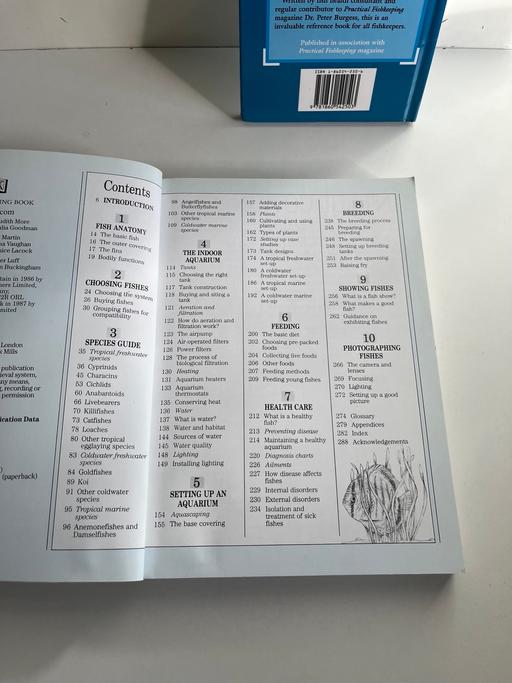 Written by fish health consultant and
regular contributor to Practical Fishkeeping
magazine Dr. Peter Burgess, this is an
invaluable reference book for all fishkeepers.
Published in association with
Practical Fishkeeping magazine
ISBN 1-86054-250-6
9 781860 542503
NG BOOK
com
udith More
lia Goodman
Martin
na Vaughan
nice Lacock
er Luff
n Buckingham
tain in 1986 by
ners Limited,
ny,
2R ORL
k in 1987 by
mited
London
& Mills
publication
ieval system,
ny means,
g, recording or
permission
ication Data
(paperback)
Contents
6 INTRODUCTION
1
FISH ANATOMY
14 The basic fish
16 The outer covering
17 The fins
19 Bodily functions
2
CHOOSING FISHES
24 Choosing the system
26 Buying fishes
30 Grouping fishes for
compatibility
3
SPECIES GUIDE
35 Tropical freshwater
species
36 Cyprinids
45 Characins
53 Cichlids
60 Anabantoids
66 Livebearers
70 Killifishes
73 Catfishes
78 Loaches
80 Other tropical
egglaying species
83 Coldwater freshwater
species
84 Goldfishes
89 Koi
91 Other coldwater
species
95 Tropical marine
species
96 Anemonefishes and
Damselfishes
98 Angelfishes and
Butterflyfishes
103 Other tropical marine
species
109 Coldwater marine
species
4
THE INDOOR
AQUARIUM
114 Tanks
115 Choosing the right
tank
117 Tank construction
118 Buying and siting a
tank
121 Aeration and
filtration
122 How do aeration and
filtration work?
123 The airpump
124 Air-operated filters
126 Power filters
128 The process of
biological filtration
130 Heating
131 Aquarium heaters
133 Aquarium
thermostats
135 Conserving heat
136 Water
137 What is water?
138 Water and habitat
144 Sources of water
145 Water quality
148 Lighting
149 Installing lighting
5
SETTING UP AN
AQUARIUM
154 Aquascaping
155 The base covering
157 Adding decorative
materials
158 Plants
160 Cultivating and using
plants
162 Types of plants
172 Setting up case
studies
173 Tank designs
174 A tropical freshwater
set-up
180 A coldwater
freshwater set-up
186 A tropical marine
set-up
192 A coldwater marine
set-up
6
FEEDING
200 The basic diet
202 Choosing pre-packed
foods
204 Collecting live foods
206 Other foods
207 Feeding methods
209 Feeding young fishes
7
HEALTH CARE
212 What is a healthy
fish?
213 Preventing disease
214 Maintaining a healthy
aquarium
220 Diagnosis charts
226 Ailments
227 How disease affects
fishes
229 Internal disorders
230 External disorders
234 Isolation and
treatment of sick
fishes
8
BREEDING
238 The breeding process
245 Preparing for
breeding
246 The spawning
248 Setting up breeding
tanks
251 After the spawning
253 Raising fry
9
SHOWING FISHES
256 What is a fish show?
258 What makes a good
fish?
262 Guidance on
exhibiting fishes
10
PHOTOGRAPHING
FISHES
266 The camera and
lenses
269 Focusing
270 Lighting
272 Setting up a good
picture
274 Glossary
279 Appendices
282 Index
288 Acknowledgements